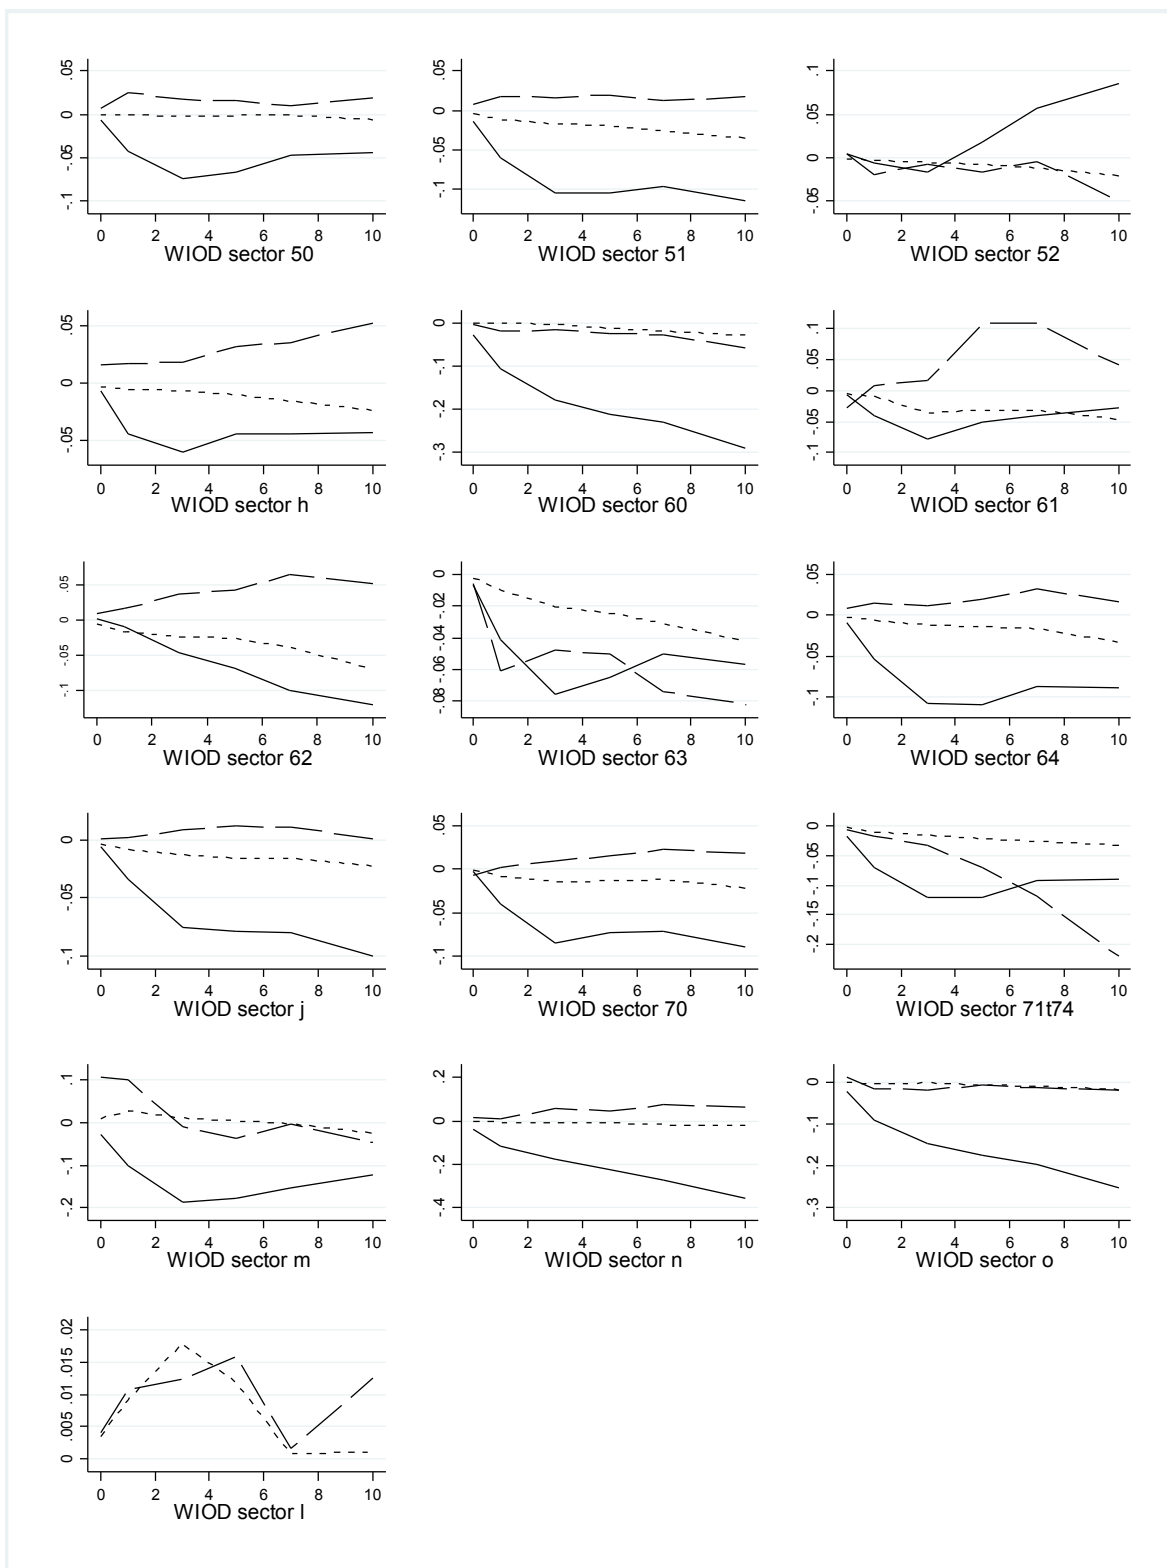 .05
0
-.05
-.1
0 2 4 6 8 10
WIOD sector 50
.05
0
-.05
-.1
0 2 4 6 8 10
WIOD sector 51
.1
.05
0
-.05
0 2 4 6 8 10
WIOD sector 52
.05
0
-.05
0 2 4 6 8 10
WIOD sector h
0
-.1
-.2
-.3
0 2 4 6 8 10
WIOD sector 60
.1
.05
0
-.05
-.1
0 2 4 6 8 10
WIOD sector 61
.05
0
-.05
-.1
0 2 4 6 8 10
WIOD sector 62
0
-.02
-.04
-.06
-.08
0 2 4 6 8 10
WIOD sector 63
.05
0
-.05
-.1
0 2 4 6 8 10
WIOD sector 64
0
-.05
-.1
0 2 4 6 8 10
WIOD sector j
.05
0
-.05
-.1
0 2 4 6 8 10
WIOD sector 70
0
-.05
-.1
-.15
-.2
0 2 4 6 8 10
WIOD sector 71t74
.1
0
-.1
-.2
0 2 4 6 8 10
WIOD sector m
.2
0
-.2
-.4
0 2 4 6 8 10
WIOD sector n
0
-.1
-.2
-.3
0 2 4 6 8 10
WIOD sector o
.02
.015
.01
.005
0
0 2 4 6 8 10
WIOD sector l